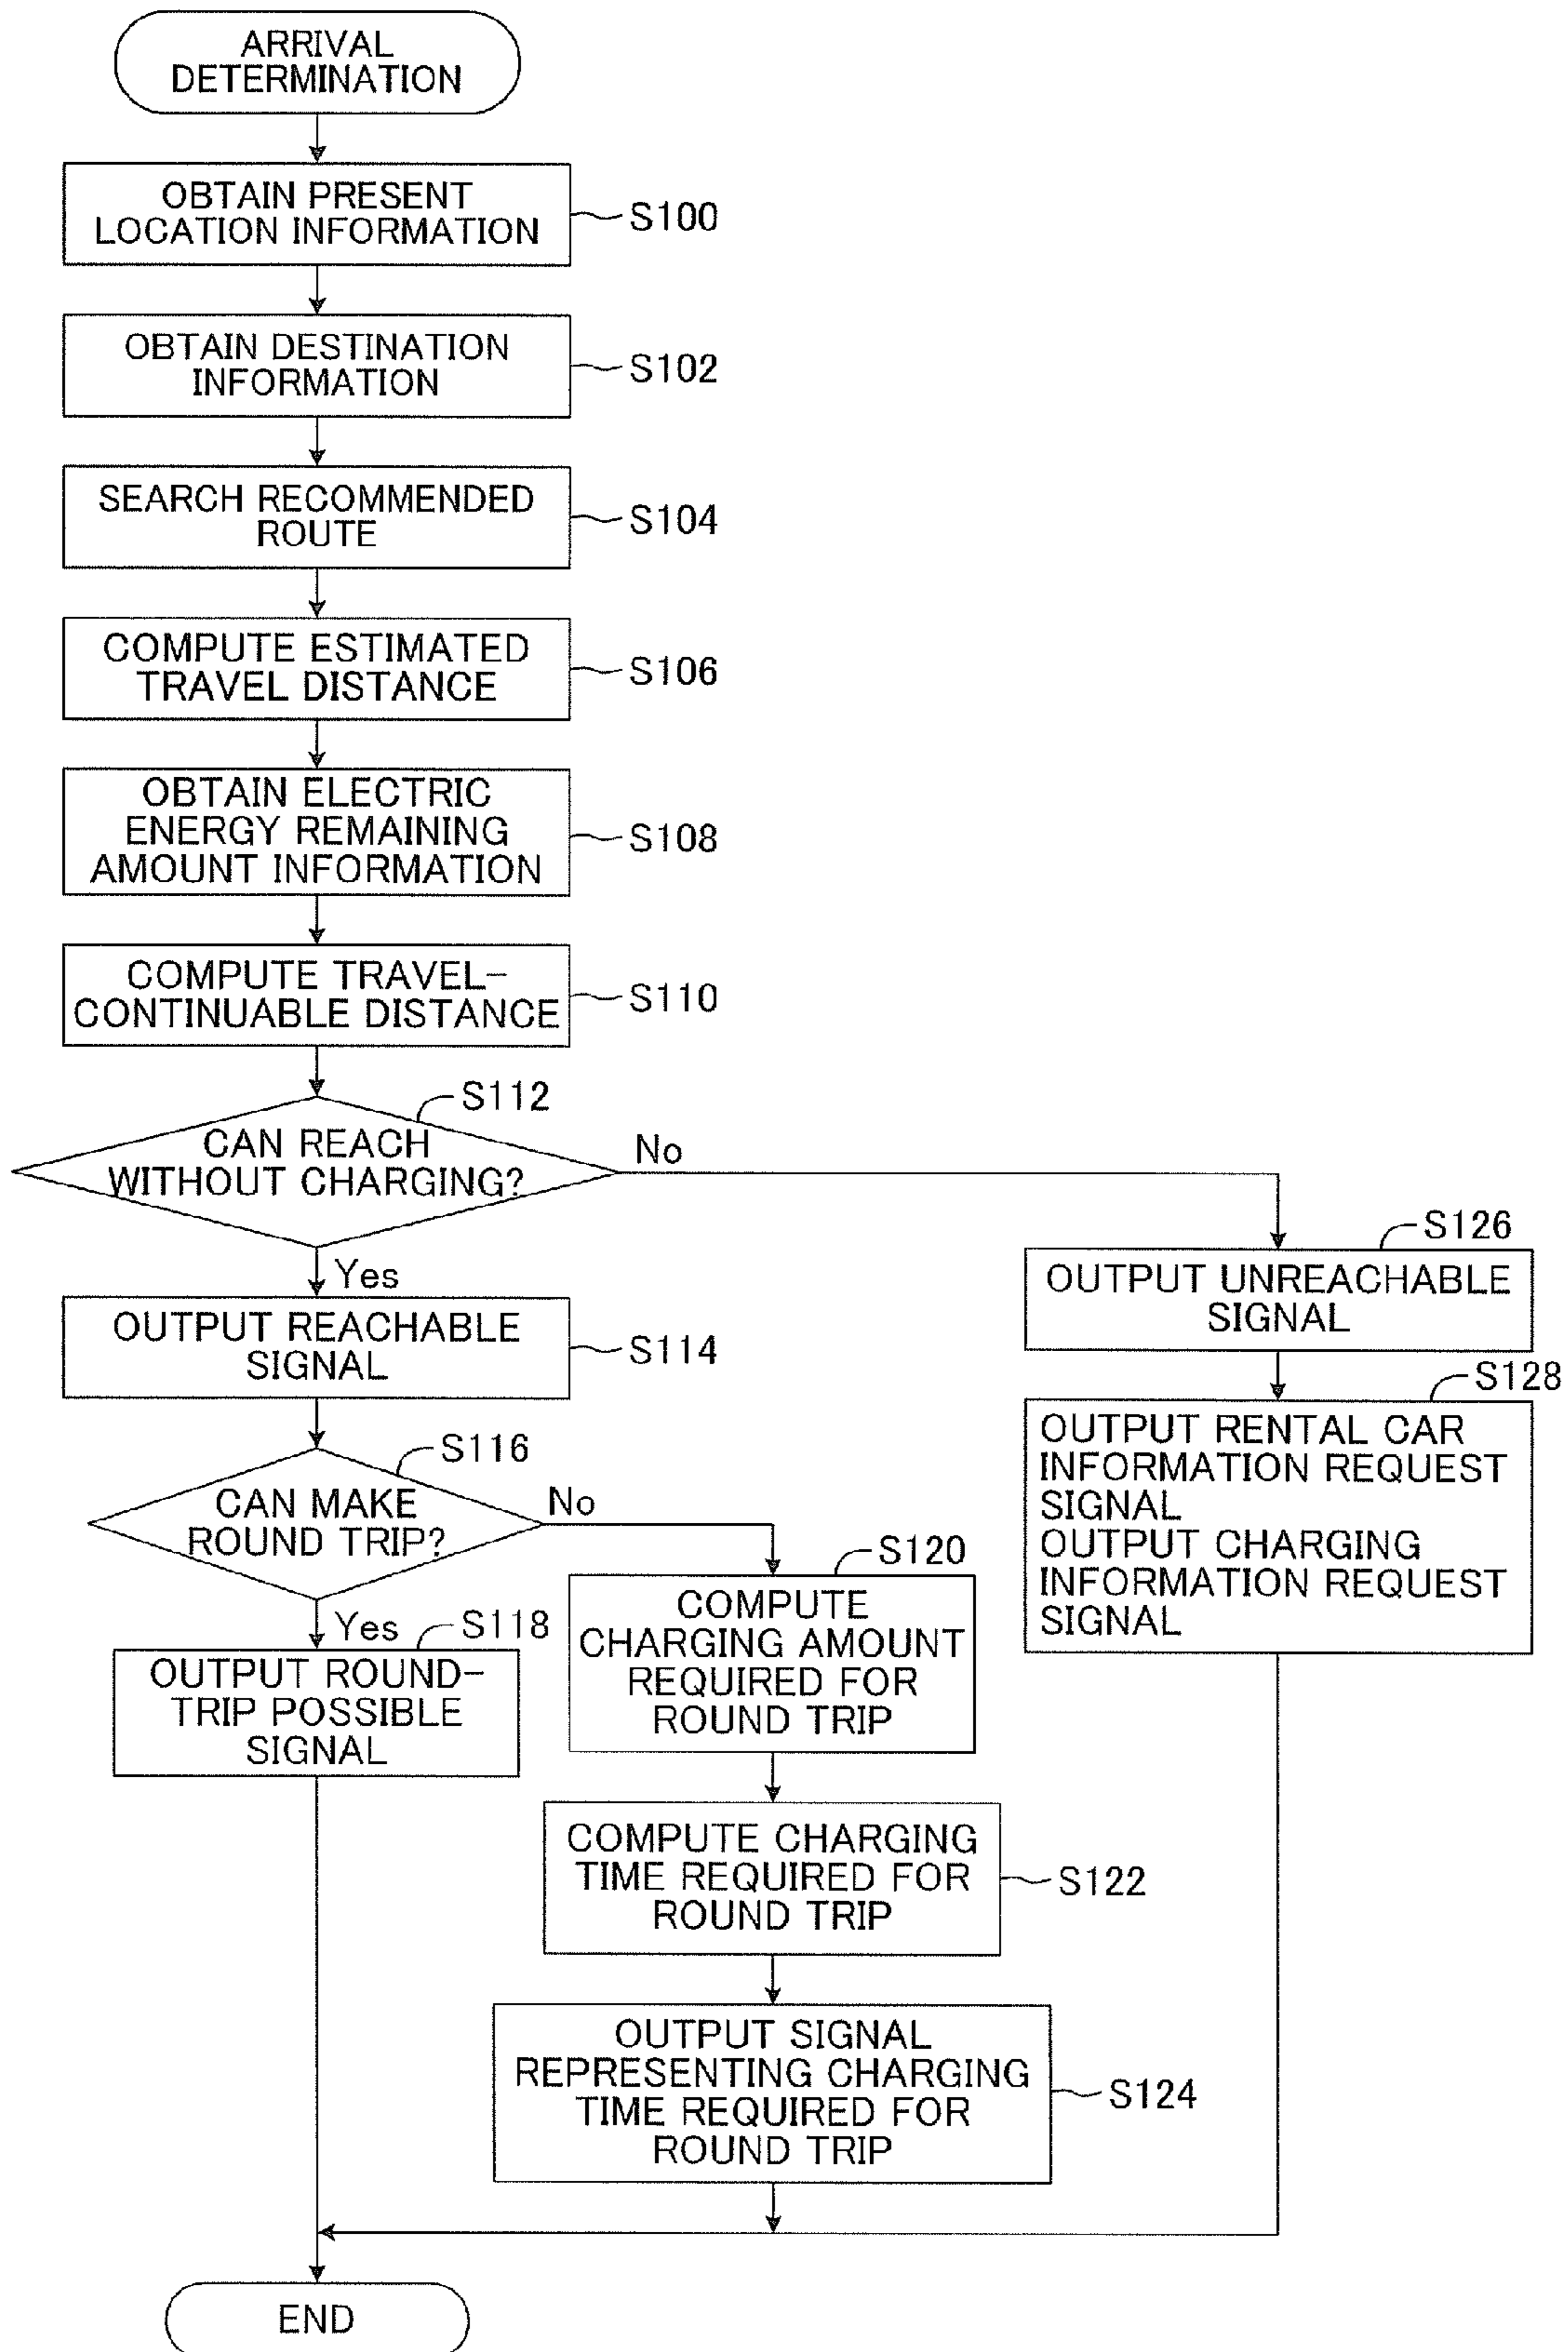 ARRIVAL
DETERMINATION
OBTAIN PRESENT
LOCATION INFORMATION
S100
OBTAIN DESTINATION
INFORMATION
S102
SEARCH RECOMMENDED
ROUTE
S104
COMPUTE ESTIMATED
TRAVEL DISTANCE
S106
OBTAIN ELECTRIC
ENERGY REMAINING
AMOUNT INFORMATION
S108
COMPUTE TRAVEL-
CONTINUABLE DISTANCE
S110
S112
CAN REACH
WITHOUT CHARGING?
No
Yes
S126
OUTPUT UNREACHABLE
SIGNAL
OUTPUT REACHABLE
SIGNAL
S114
S128
OUTPUT RENTAL CAR
INFORMATION REQUEST
SIGNAL
OUTPUT CHARGING
INFORMATION REQUEST
SIGNAL
S116
CAN MAKE
ROUND TRIP?
No
Yes
S118
OUTPUT ROUND-
TRIP POSSIBLE
SIGNAL
S120
COMPUTE
CHARGING AMOUNT
REQUIRED FOR
ROUND TRIP
COMPUTE CHARGING
TIME REQUIRED FOR
ROUND TRIP
S122
OUTPUT SIGNAL
REPRESENTING CHARGING
TIME REQUIRED FOR
ROUND TRIP
S124
END